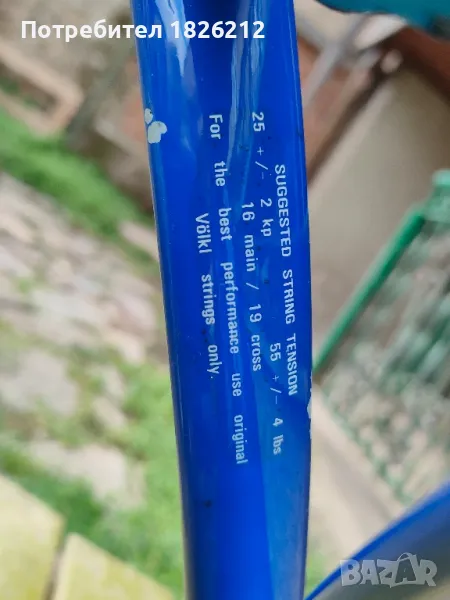 Потребител 1826212
SUGGESTED STRING TENSION
25 +/- 2 kp 55 +/- 4 lbs
16 main / 19 cross
For the best performance use original
Völkl strings only.
BAZAR